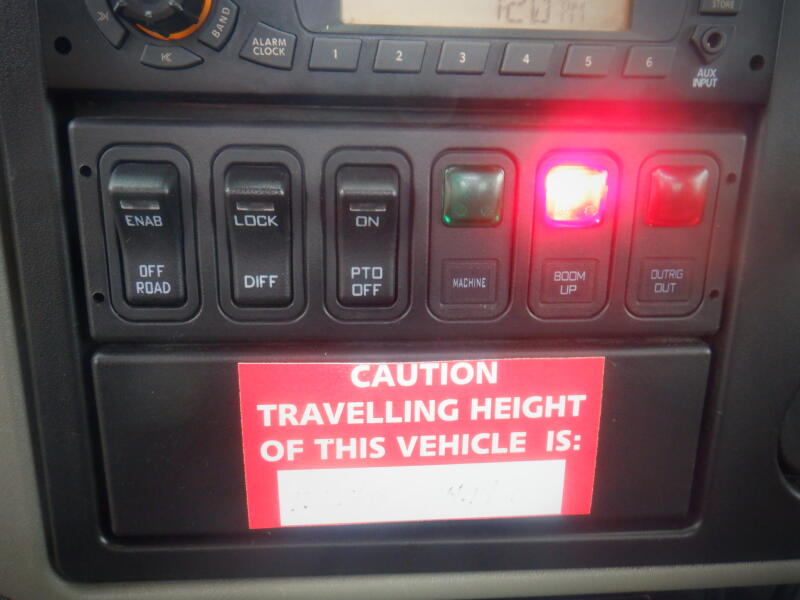 STORE
BAND
ALARM
CLOCK
1 2 3 4 5 6
AUX
INPUT
ENAB
OFF
ROAD
LOCK
DIFF
ON
PTO
OFF
MACHINE
BOOM
UP
OUTRIG
OUT
CAUTION
TRAVELLING HEIGHT
OF THIS VEHICLE IS: